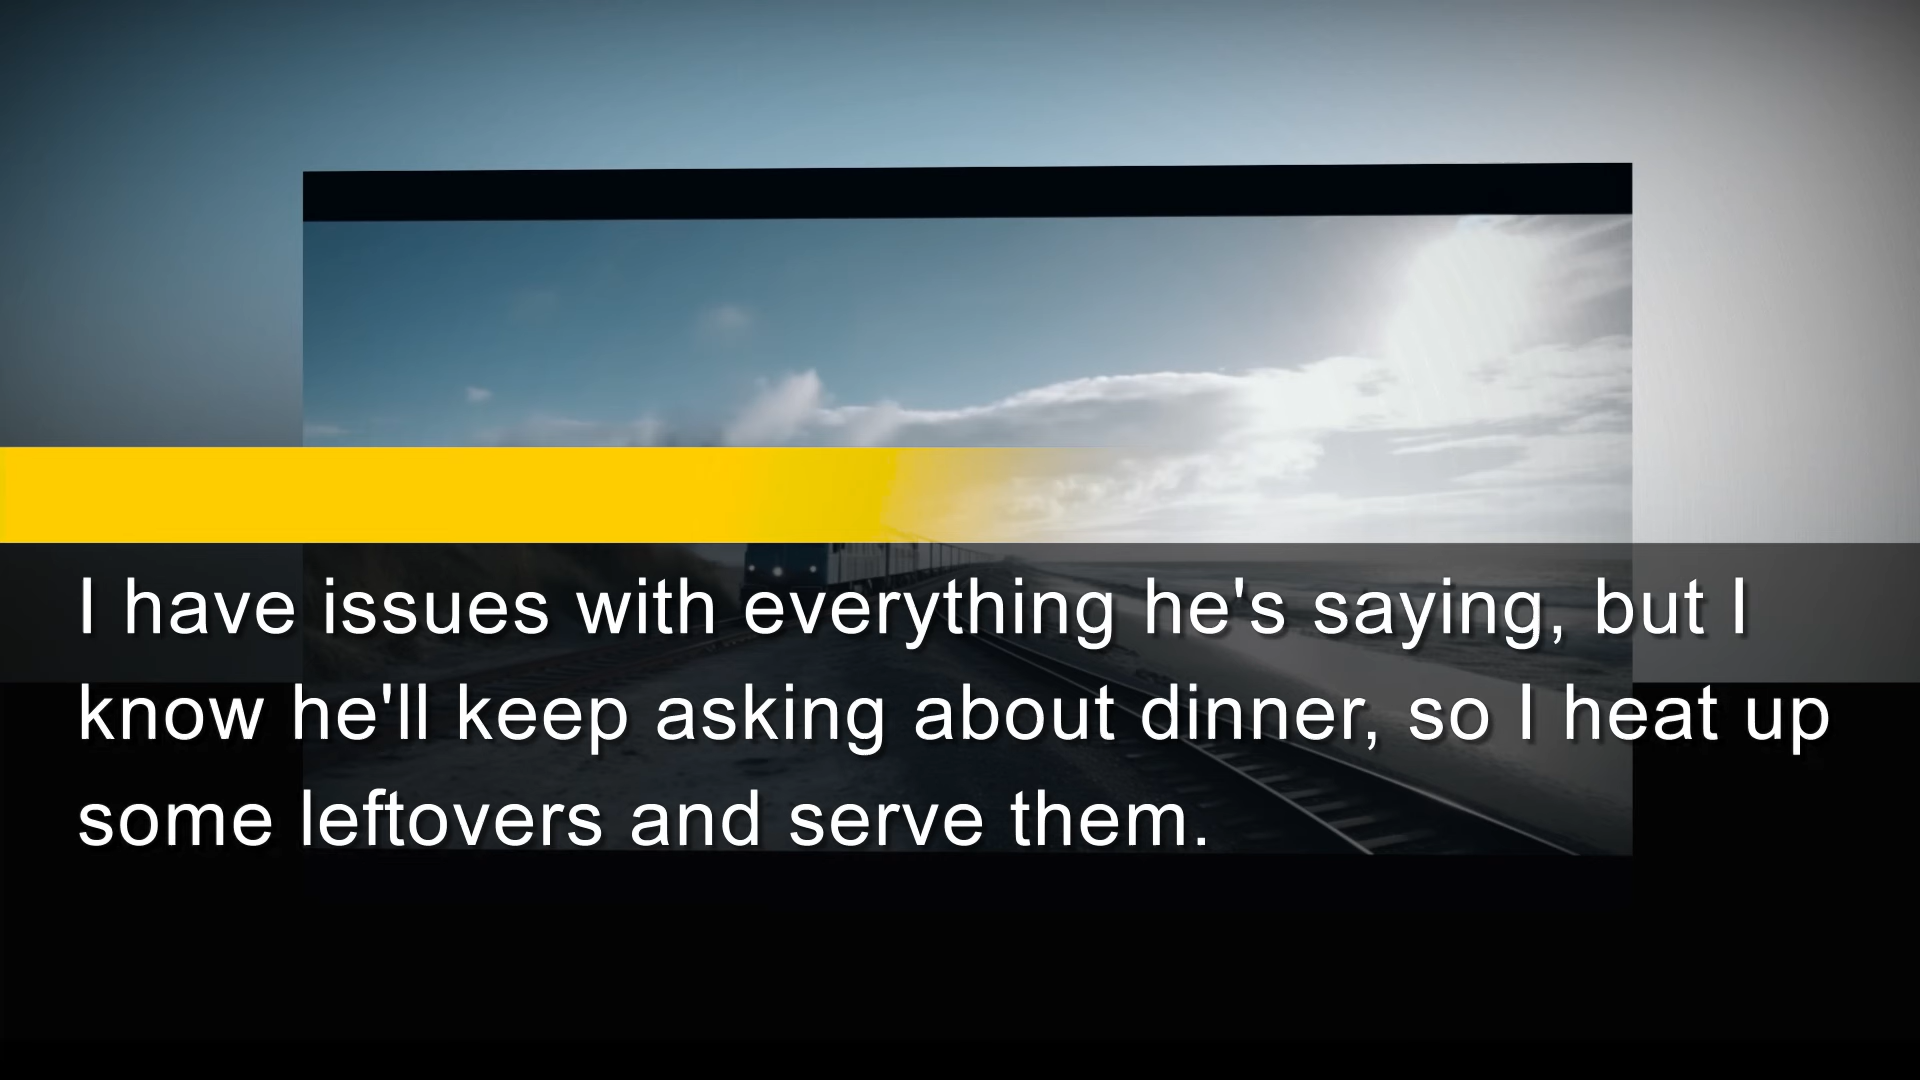 I have issues with everything he's saying, but I
know he'll keep asking about dinner, so I heat up
some leftovers and serve them.